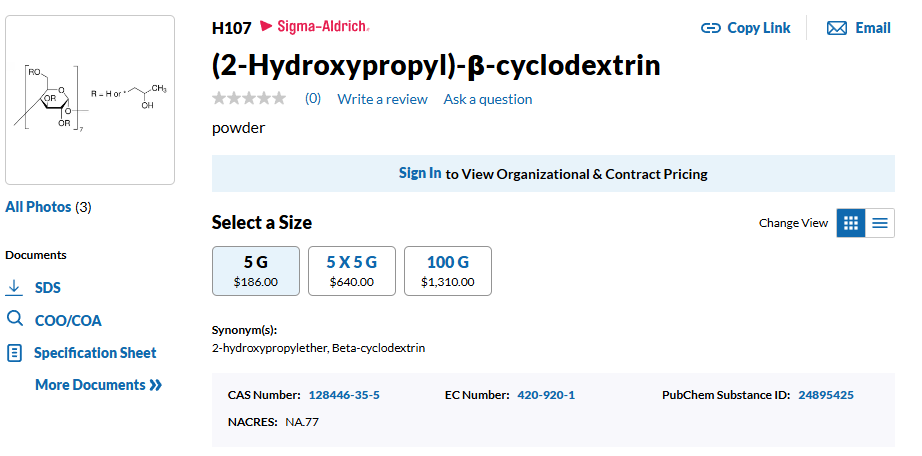 H107 Sigma-Aldrich®
Copy Link
Email
(2-Hydroxypropyl)-β-cyclodextrin
(0) Write a review Ask a question
powder
RO
O
OR
O
OR
7
R = H or *
CH3
OH
Sign In to View Organizational & Contract Pricing
All Photos (3)
Select a Size
Change View
5 G
$186.00
5 X 5 G
$640.00
100 G
$1,310.00
Documents
SDS
COO/COA
Specification Sheet
More Documents
Synonym(s):
2-hydroxypropylether, Beta-cyclodextrin
CAS Number: 128446-35-5
EC Number: 420-920-1
PubChem Substance ID: 24895425
NACRES: NA.77